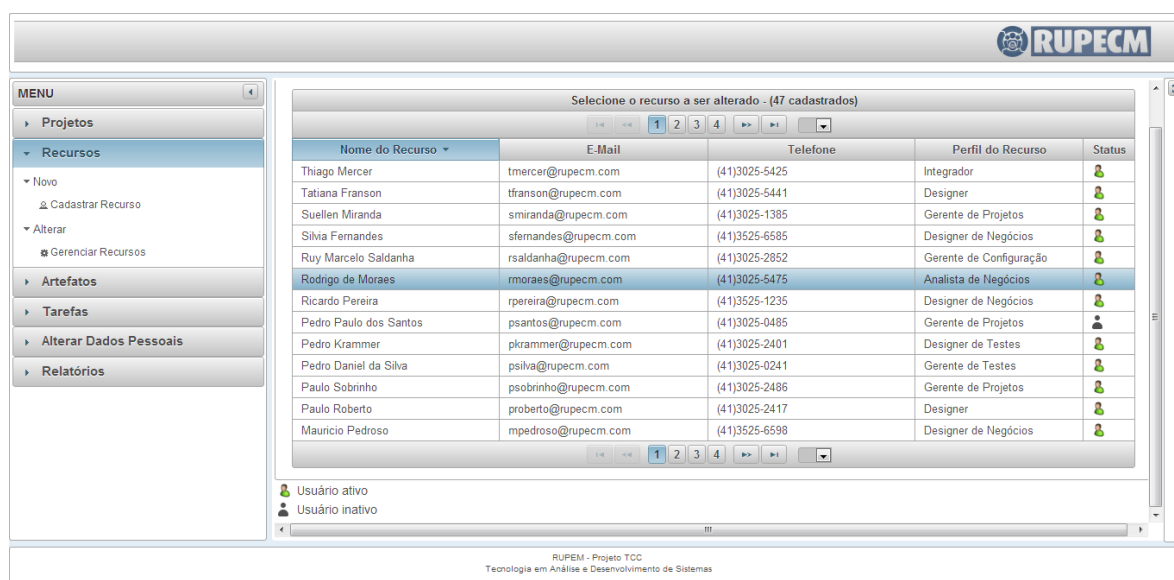 RUPECM
MENU
Projetos
Recursos
Novo
Cadastrar Recurso
Alterar
Gerenciar Recursos
Artefatos
Tarefas
Alterar Dados Pessoais
Relatórios
Selecione o recurso a ser alterado - (47 cadastrados)
1 2 3 4
Nome do Recurso E-Mail Telefone Perfil do Recurso Status
Thiago Mercer tmercer@rupecm.com (41)3025-5425 Integrador
Tatiana Franson tfranson@rupecm.com (41)3025-5441 Designer
Suellen Miranda smiranda@rupecm.com (41)3025-1385 Gerente de Projetos
Silvia Fernandes sfernandes@rupecm.com (41)3525-6585 Designer de Negócios
Ruy Marcelo Saldanha rsaldanha@rupecm.com (41)3025-2852 Gerente de Configuração
Rodrigo de Moraes rmoraes@rupecm.com (41)3025-5475 Analista de Negócios
Ricardo Pereira rpereira@rupecm.com (41)3525-1235 Designer de Negócios
Pedro Paulo dos Santos psantos@rupecm.com (41)3025-0485 Gerente de Projetos
Pedro Krammer pkrammer@rupecm.com (41)3025-2401 Designer de Testes
Pedro Daniel da Silva psilva@rupecm.com (41)3025-0241 Gerente de Testes
Paulo Sobrinho psobrinho@rupecm.com (41)3025-2486 Gerente de Projetos
Paulo Roberto proberto@rupecm.com (41)3025-2417 Designer
Mauricio Pedroso mpedroso@rupecm.com (41)3525-6598 Designer de Negócios
1 2 3 4
Usuário ativo
Usuário inativo
RUPEM - Projeto TCC
Tecnologia em Análise e Desenvolvimento de Sistemas